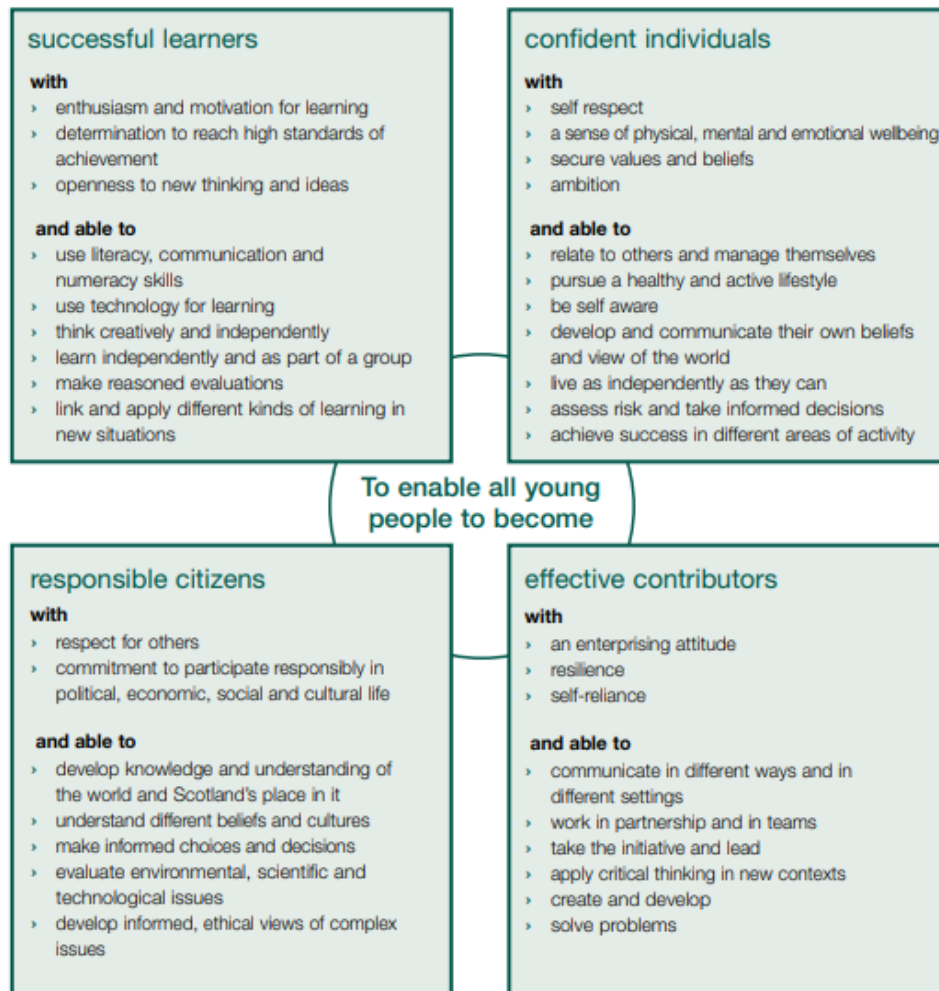 successful learners
with
› enthusiasm and motivation for learning
› determination to reach high standards of
achievement
› openness to new thinking and ideas
and able to
› use literacy, communication and
numeracy skills
› use technology for learning
› think creatively and independently
› learn independently and as part of a group
› make reasoned evaluations
› link and apply different kinds of learning in
new situations
confident individuals
with
› self respect
› a sense of physical, mental and emotional wellbeing
› secure values and beliefs
› ambition
and able to
› relate to others and manage themselves
› pursue a healthy and active lifestyle
› be self aware
› develop and communicate their own beliefs
and view of the world
› live as independently as they can
› assess risk and take informed decisions
› achieve success in different areas of activity
To enable all young
people to become
responsible citizens
with
› respect for others
› commitment to participate responsibly in
political, economic, social and cultural life
and able to
› develop knowledge and understanding of
the world and Scotland's place in it
› understand different beliefs and cultures
› make informed choices and decisions
› evaluate environmental, scientific and
technological issues
› develop informed, ethical views of complex
issues
effective contributors
with
› an enterprising attitude
› resilience
› self-reliance
and able to
› communicate in different ways and in
different settings
› work in partnership and in teams
› take the initiative and lead
› apply critical thinking in new contexts
› create and develop
› solve problems